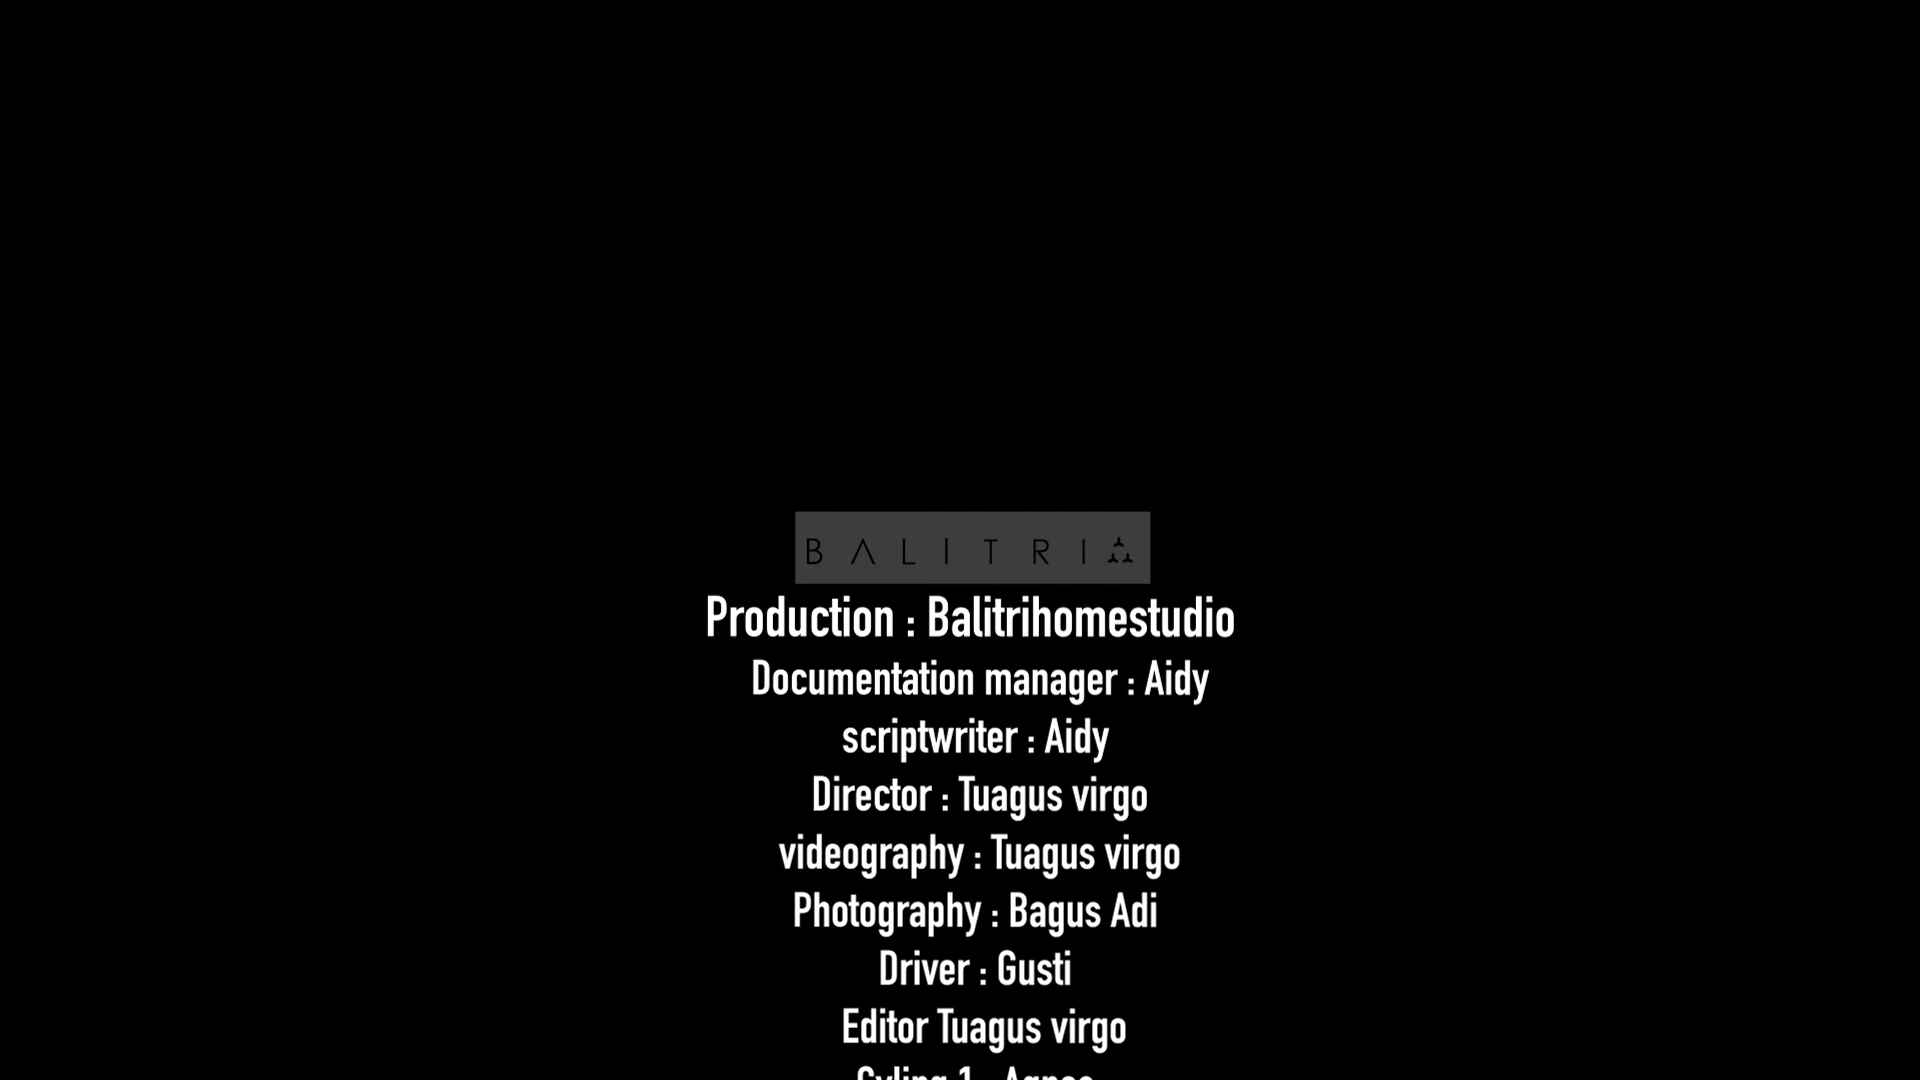 BALITRI
Production : Balitrihomestudio
Documentation manager : Aidy
scriptwriter : Aidy
Director : Tuagus virgo
videography : Tuagus virgo
Photography : Bagus Adi
Driver : Gusti
Editor Tuagus virgo